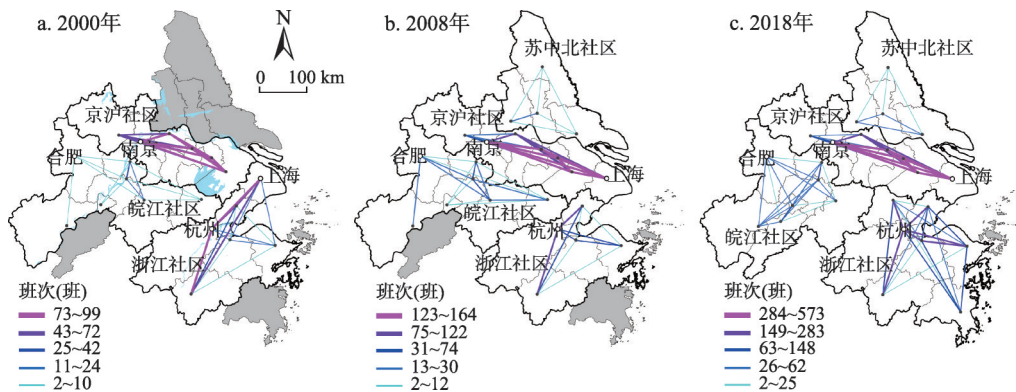 a. 2000年
N
0 100 km
京沪社区
合肥
南京
上海
皖江社区
杭州
浙江社区
班次(班)
73~99
43~72
25~42
11~24
2~10
b. 2008年
苏中北社区
京沪社区
合肥
南京
上海
皖江社区
杭州
浙江社区
班次(班)
123~164
75~122
31~74
13~30
2~12
c. 2018年
苏中北社区
京沪社区
合肥
南京
上海
皖江社区
杭州
浙江社区
班次(班)
284~573
149~283
63~148
26~62
2~25